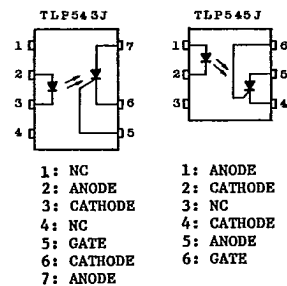 TLP543J
1 7
2
3 6
4 5
1: NC
2: ANODE
3: CATHODE
4: NC
5: GATE
6: CATHODE
7: ANODE
TLP545J
1 6
2 5
3 4
1: ANODE
2: CATHODE
3: NC
4: CATHODE
5: ANODE
6: GATE